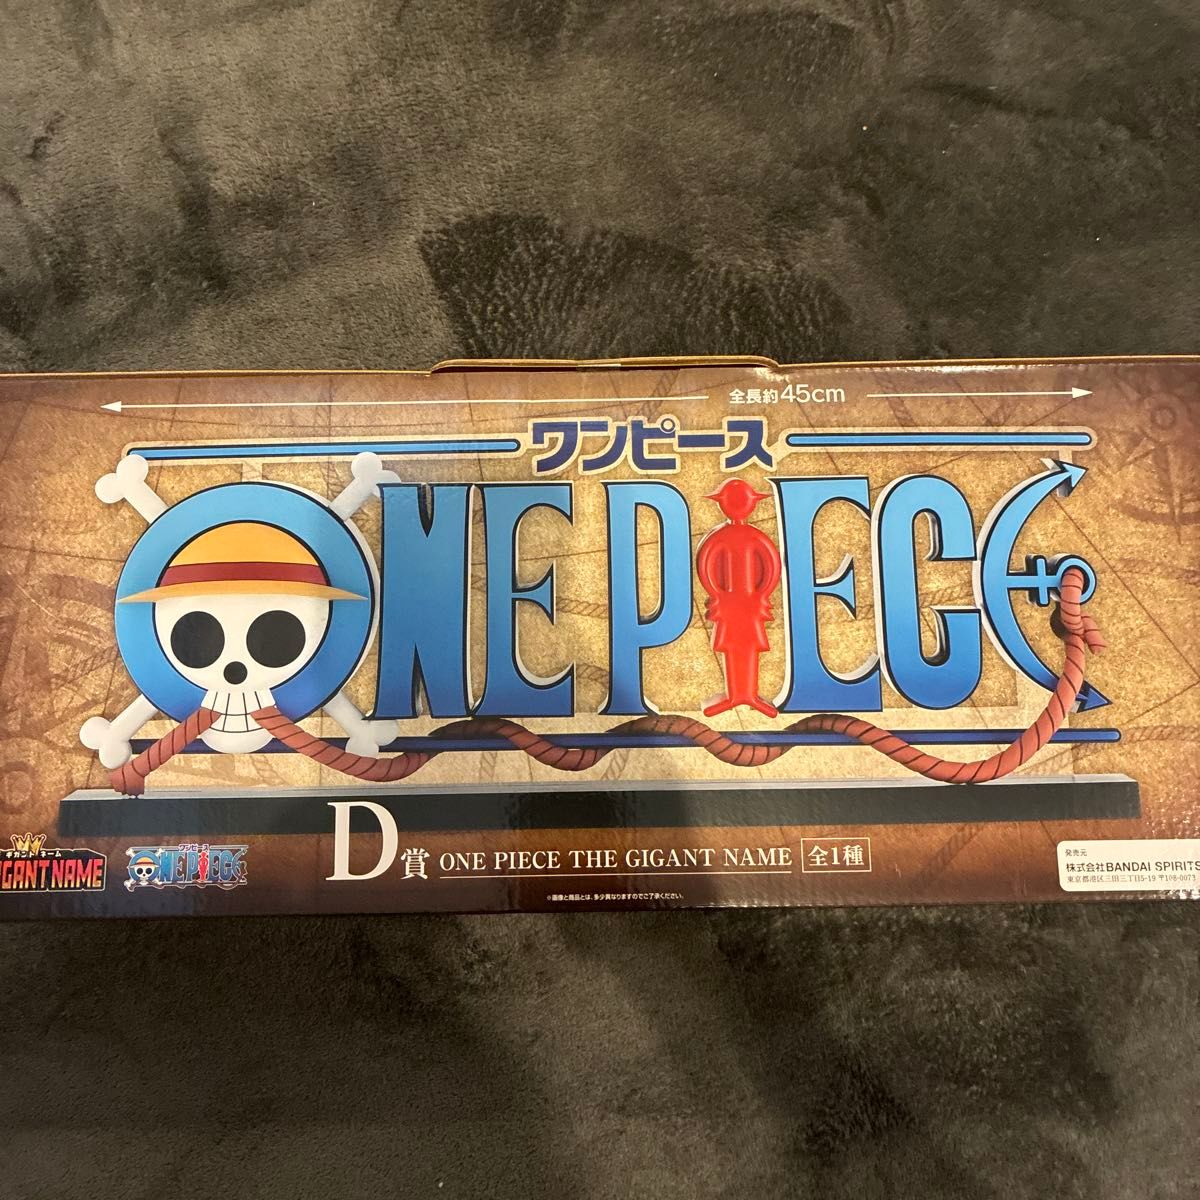 全長約45cm
ワンピース
ONE PIECE
D賞 ONE PIECE THE GIGANT NAME 全1種
ギガント ネーム
GIGANT NAME
ワンピース
ONE PIECE
※画像と商品とは、多少異なりますのでご了承ください。
発売元
株式会社BANDAI SPIRITS
東京都港区三田三丁目5-19 〒108-0073